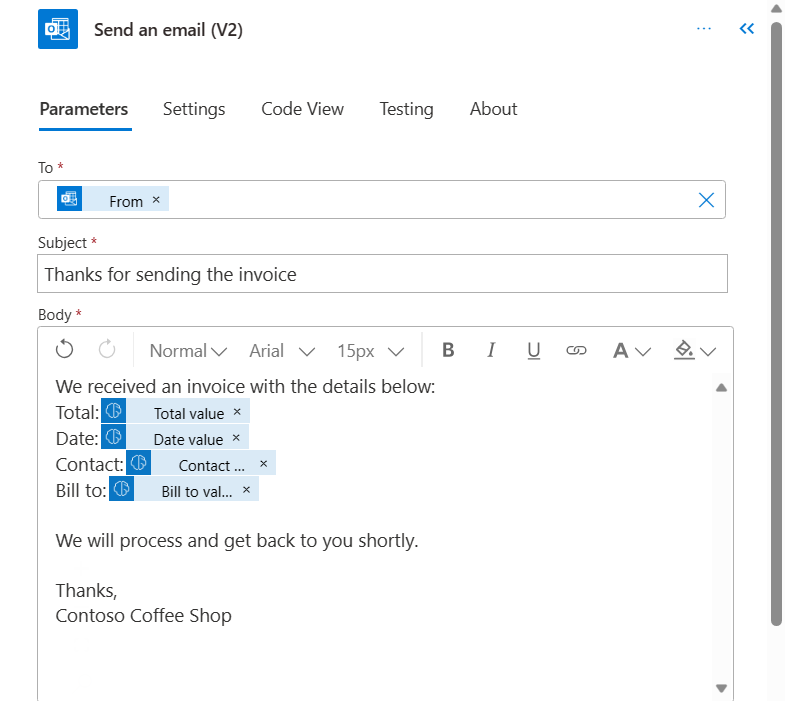 Send an email (V2) ...
Parameters Settings Code View Testing About
To *
From ×
Subject *
Thanks for sending the invoice
Body *
Normal Arial 15px B I U A
We received an invoice with the details below:
Total: Total value ×
Date: Date value ×
Contact: Contact ... ×
Bill to: Bill to val... ×
We will process and get back to you shortly.
Thanks,
Contoso Coffee Shop